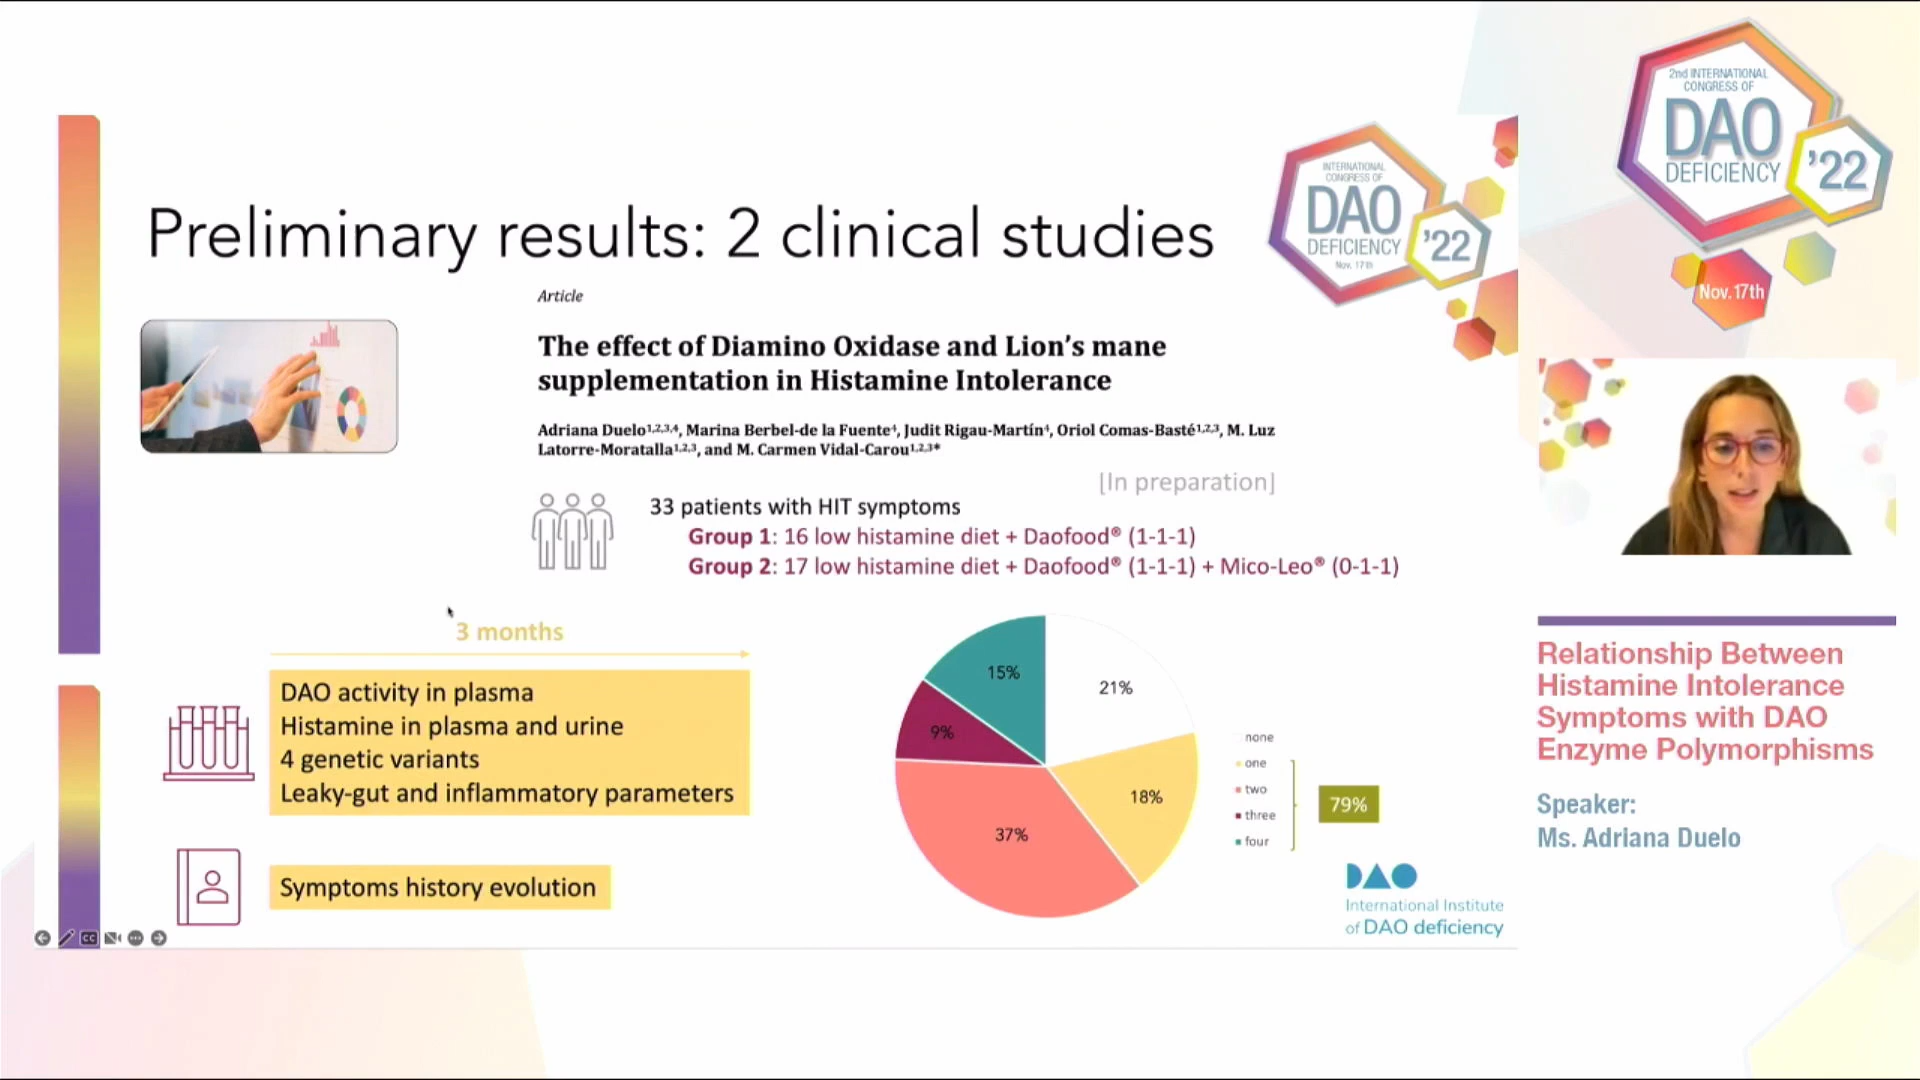 Preliminary results: 2 clinical studies
INTERNATIONAL
CONGRESS OF
DAO
DEFICIENCY
'22
Nov. 17th
Article
The effect of Diamino Oxidase and Lion's mane
supplementation in Histamine Intolerance
Adriana Duelo1,2,3,4, Marina Berbel-de la Fuente4, Judit Rigau-Martín4, Oriol Comas-Basté1,2,3, M. Luz
Latorre-Moratalla1,2,3, and M. Carmen Vidal-Carou1,2,3*
[In preparation]
33 patients with HIT symptoms
Group 1: 16 low histamine diet + Daofood® (1-1-1)
Group 2: 17 low histamine diet + Daofood® (1-1-1) + Mico-Leo® (0-1-1)
3 months
DAO activity in plasma
Histamine in plasma and urine
4 genetic variants
Leaky-gut and inflammatory parameters
Symptoms history evolution
15%
21%
9%
18%
37%
none
one
two
three
four
79%
DAO
International Institute
of DAO deficiency
CC
2nd INTERNATIONAL
CONGRESS OF
DAO
DEFICIENCY
'22
Nov.17th
Relationship Between
Histamine Intolerance
Symptoms with DAO
Enzyme Polymorphisms
Speaker:
Ms. Adriana Duelo